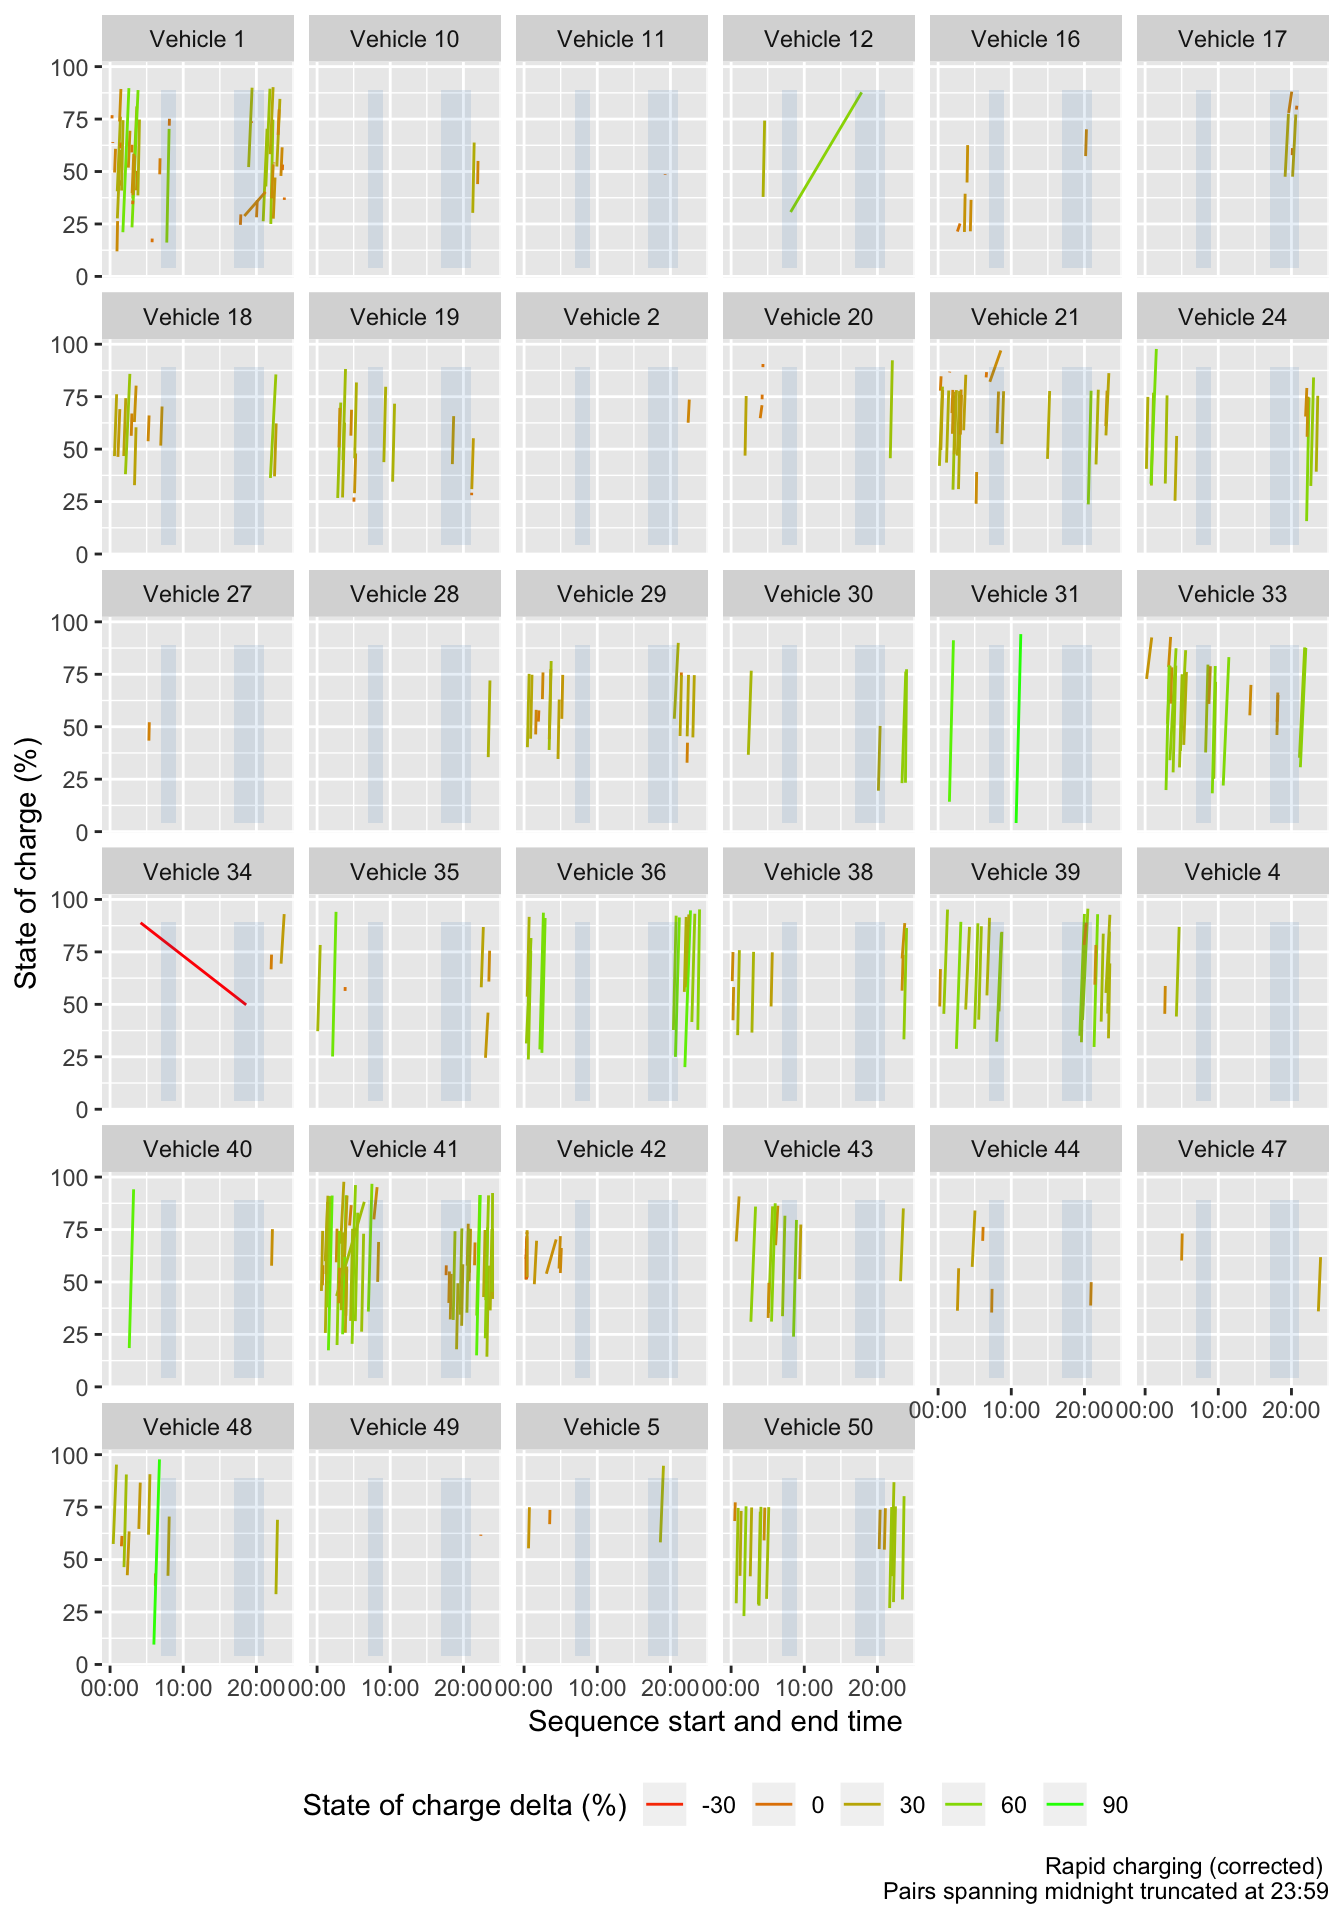 Vehicle 1 Vehicle 10 Vehicle 11 Vehicle 12 Vehicle 16 Vehicle 17
100
75
50
25
0
Vehicle 18 Vehicle 19 Vehicle 2 Vehicle 20 Vehicle 21 Vehicle 24
100
75
50
25
0
Vehicle 27 Vehicle 28 Vehicle 29 Vehicle 30 Vehicle 31 Vehicle 33
100
75
50
25
0
State of charge (%)
Vehicle 34 Vehicle 35 Vehicle 36 Vehicle 38 Vehicle 39 Vehicle 4
100
75
50
25
0
Vehicle 40 Vehicle 41 Vehicle 42 Vehicle 43 Vehicle 44 Vehicle 47
100
75
50
25
0
00:00 10:00 20:00 00:00 10:00 20:00
Vehicle 48 Vehicle 49 Vehicle 5 Vehicle 50
100
75
50
25
0
00:00 10:00 20:00 00:00 10:00 20:00 00:00 10:00 20:00 00:00 10:00 20:00
Sequence start and end time
State of charge delta (%) -30 0 30 60 90
Rapid charging (corrected)
Pairs spanning midnight truncated at 23:59